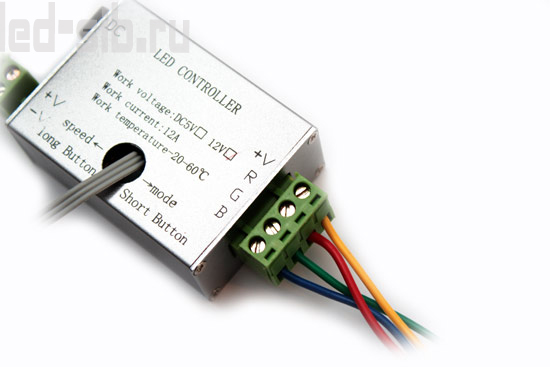 led-sib.ru
DC
LED CONTROLLER
Work voltage:DC5V☐ 12V☐
Work current:12A
Work temperature-20-60℃
+V
-V
speed←
long Button
→mode
Short Button
+V
R
G
B